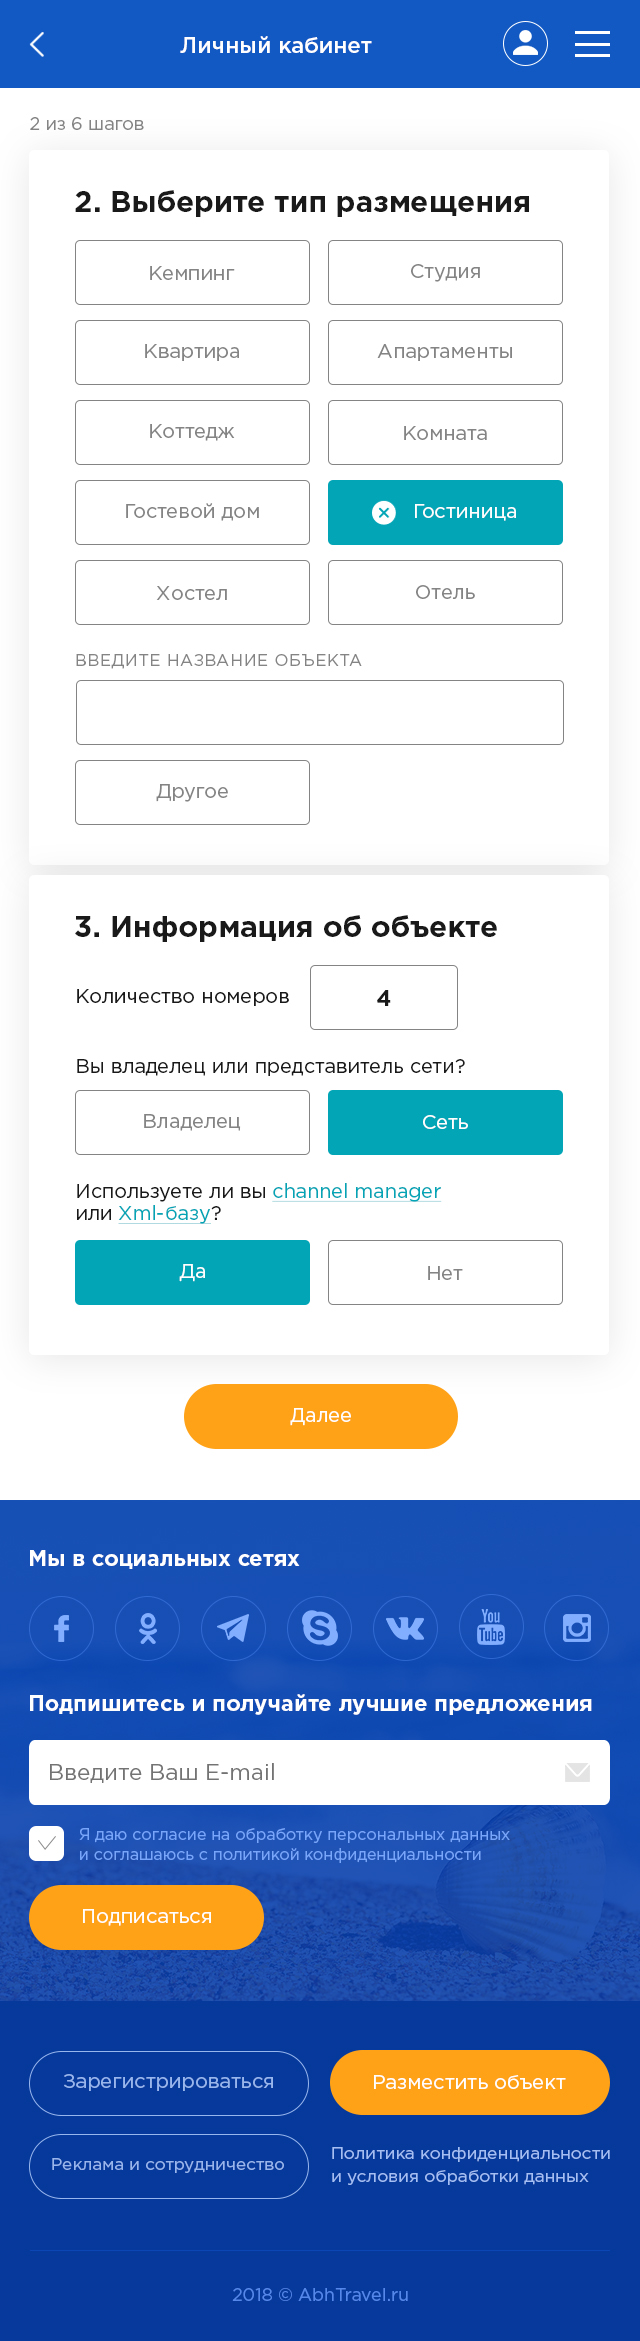 Личный кабинет
2 из 6 шагов
2. Выберите тип размещения
Кемпинг
Студия
Квартира
Апартаменты
Коттедж
Комната
Гостевой дом
Гостиница
Хостел
Отель
ВВЕДИТЕ НАЗВАНИЕ ОБЪЕКТА
Другое
3. Информация об объекте
Количество номеров
4
Вы владелец или представитель сети?
Владелец
Сеть
Используете ли вы channel manager
или Xml-базу?
Да
Нет
Далее
Мы в социальных сетях
You
Tube
Подпишитесь и получайте лучшие предложения
Введите Ваш E-mail
Я даю согласие на обработку персональных данных
и соглашаюсь с политикой конфиденциальности
Подписаться
Зарегистрироваться
Разместить объект
Реклама и сотрудничество
Политика конфиденциальности
и условия обработки данных
2018 © AbhTravel.ru